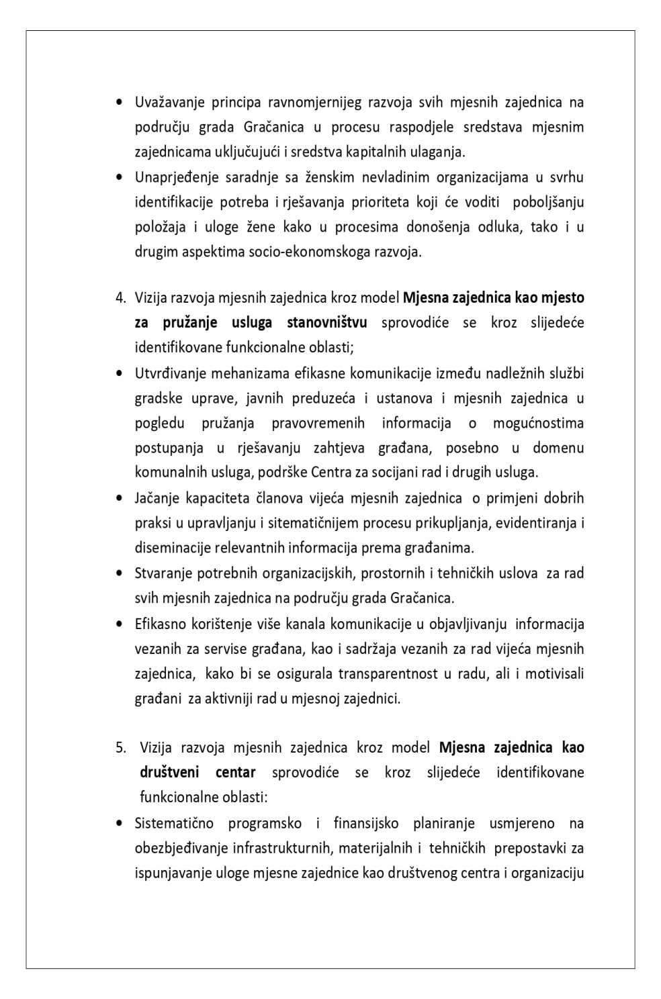 • Uvažavanje principa ravnomjernijeg razvoja svih mjesnih zajednica na
području grada Gračanica u procesu raspodjele sredstava mjesnim
zajednicama uključujući i sredstva kapitalnih ulaganja.
• Unaprjeđenje saradnje sa ženskim nevladinim organizacijama u svrhu
identifikacije potreba i rješavanja prioriteta koji će voditi poboljšanju
položaja i uloge žene kako u procesima donošenja odluka, tako i u
drugim aspektima socio-ekonomskoga razvoja.
4. Vizija razvoja mjesnih zajednica kroz model Mjesna zajednica kao mjesto
za pružanje usluga stanovništvu sprovodiće se kroz slijedeće
identifikovane funkcionalne oblasti;
• Utvrđivanje mehanizama efikasne komunikacije između nadležnih službi
gradske uprave, javnih preduzeća i ustanova i mjesnih zajednica u
pogledu pružanja pravovremenih informacija o mogućnostima
postupanja u rješavanju zahtjeva građana, posebno u domenu
komunalnih usluga, podrške Centra za socijani rad i drugih usluga.
• Jačanje kapaciteta članova vijeća mjesnih zajednica o primjeni dobrih
praksi u upravljanju i sitematičnijem procesu prikupljanja, evidentiranja i
diseminacije relevantnih informacija prema građanima.
• Stvaranje potrebnih organizacijskih, prostornih i tehničkih uslova za rad
svih mjesnih zajednica na području grada Gračanica.
• Efikasno korištenje više kanala komunikacije u objavljivanju informacija
vezanih za servise građana, kao i sadržaja vezanih za rad vijeća mjesnih
zajednica, kako bi se osigurala transparentnost u radu, ali i motivisali
građani za aktivniji rad u mjesnoj zajednici.
5. Vizija razvoja mjesnih zajednica kroz model Mjesna zajednica kao
društveni centar sprovodiće se kroz slijedeće identifikovane
funkcionalne oblasti:
• Sistematično programsko i finansijsko planiranje usmjereno na
obezbjeđivanje infrastrukturnih, materijalnih i tehničkih prepostavki za
ispunjavanje uloge mjesne zajednice kao društvenog centra i organizaciju